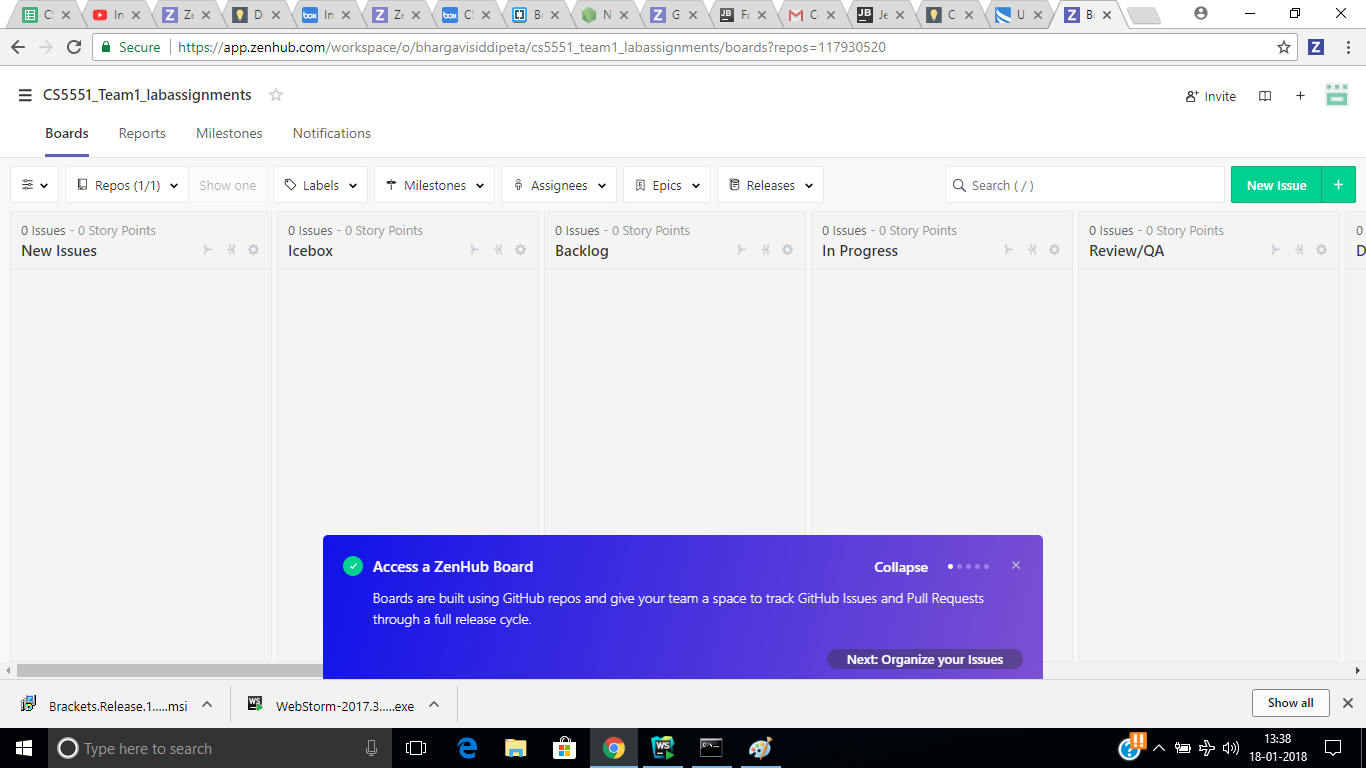 CS
In
Ze
D
In
Ze
CS
Bi
N
G
Fo
Co
Je
Co
U
Bo
Secure
https://app.zenhub.com/workspace/o/bhargavisiddipeta/cs5551_team1_labassignments/boards?repos=117930520
CS5551_Team1_labassignments
Invite
Boards Reports Milestones Notifications
Repos (1/1) Show one Labels Milestones Assignees Epics Releases Search ( / ) New Issue +
0 Issues - 0 Story Points
New Issues
0 Issues - 0 Story Points
Icebox
0 Issues - 0 Story Points
Backlog
0 Issues - 0 Story Points
In Progress
0 Issues - 0 Story Points
Review/QA
0
D
Access a ZenHub Board
Collapse
Boards are built using GitHub repos and give your team a space to track GitHub Issues and Pull Requests
through a full release cycle.
Next: Organize your Issues
Brackets.Release.1.....msi
WebStorm-2017.3.....exe
Show all
Type here to search
13:38
18-01-2018